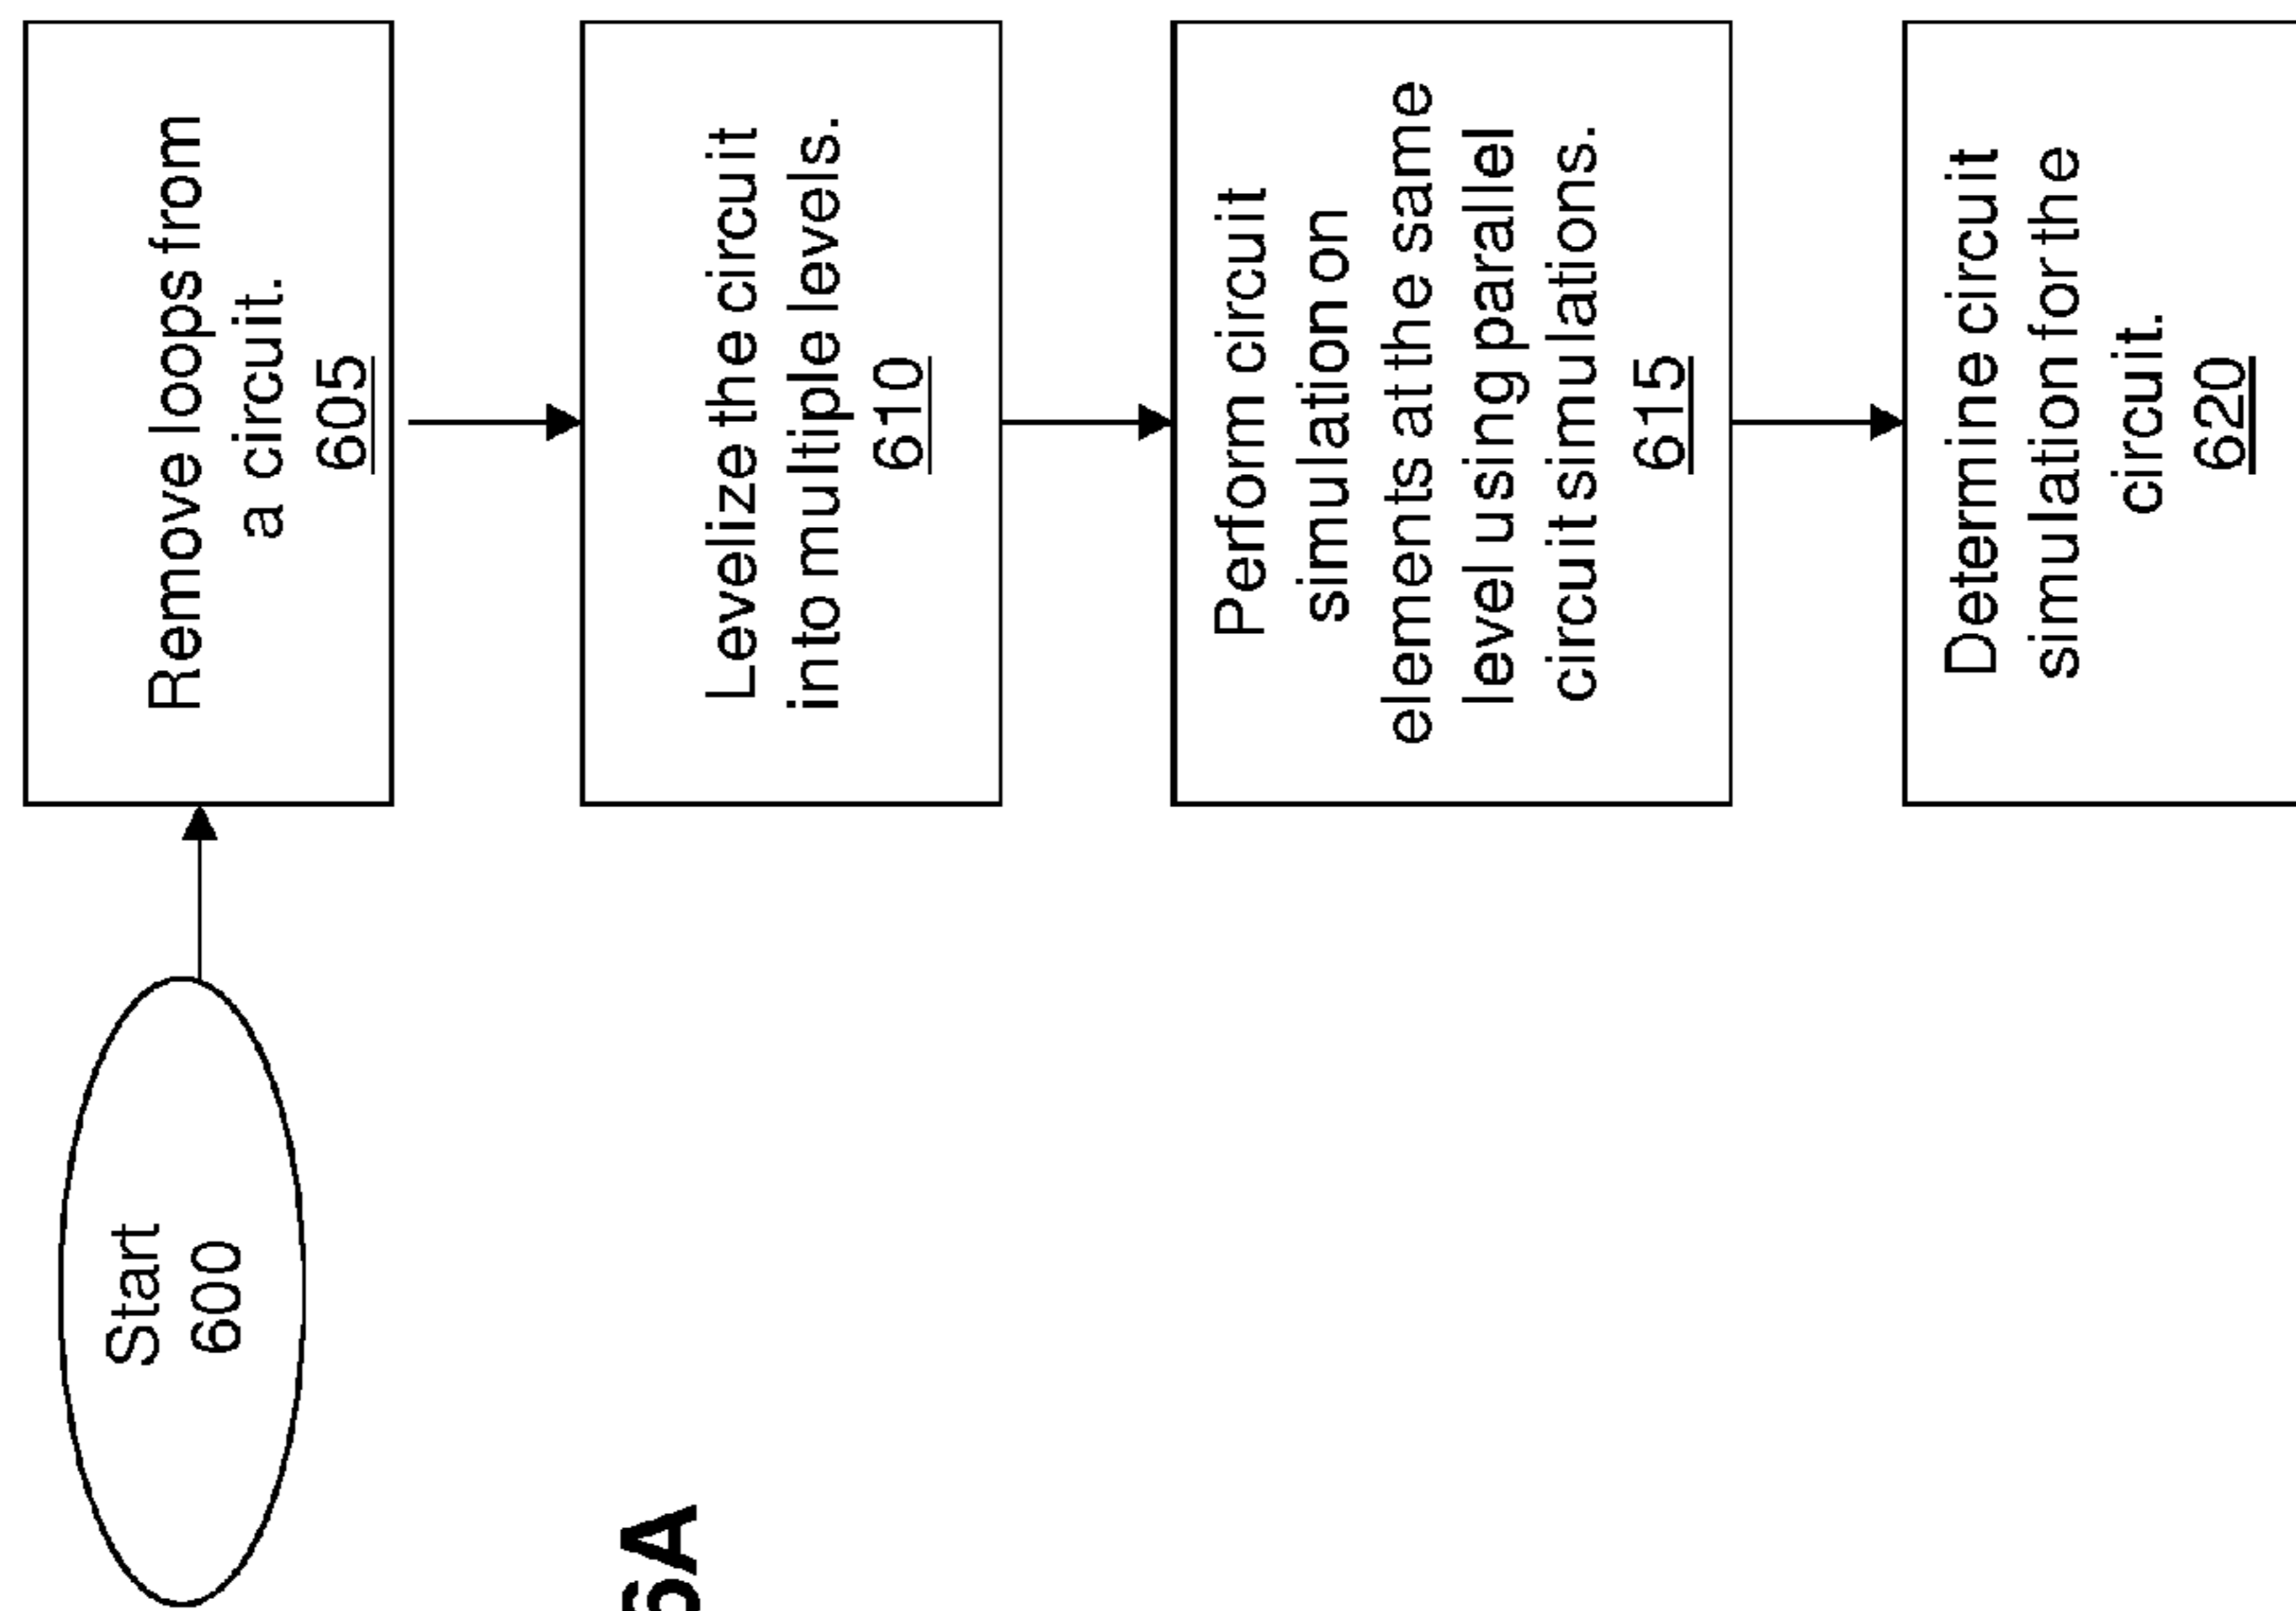 Start
600
Remove loops from
a circuit.
605
Levelize the circuit
into multiple levels.
610
Perform circuit
simulation on
elements at the same
level using parallel
circuit simulations.
615
Determine circuit
simulation for the
circuit.
620
6A